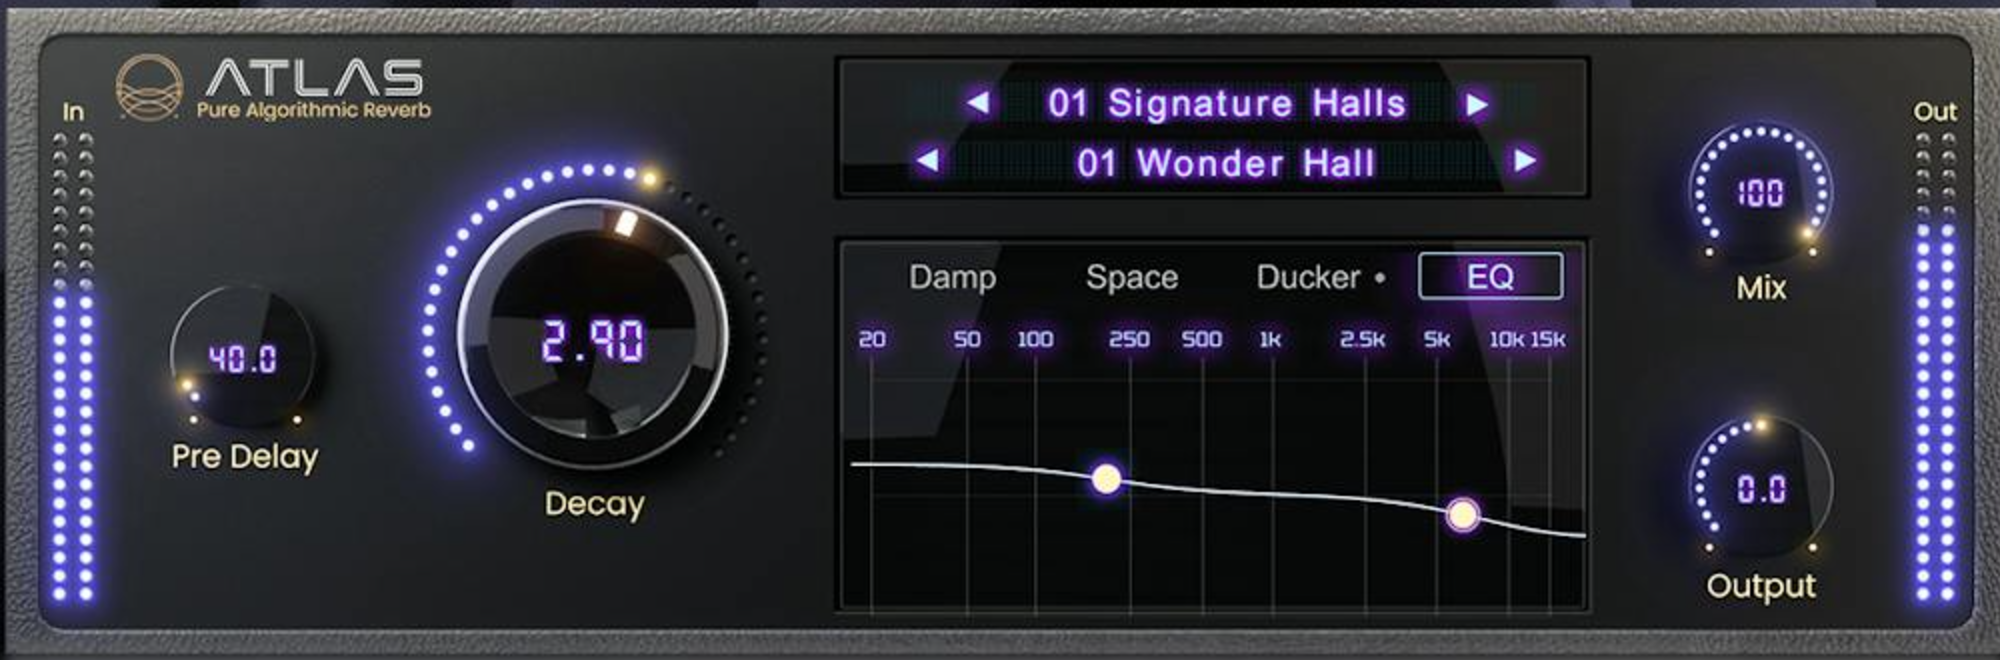 ATLAS
Pure Algorithmic Reverb
In
40.0
Pre Delay
2.90
Decay
01 Signature Halls
01 Wonder Hall
Damp Space Ducker • EQ
20 50 100 250 500 1k 2.5k 5k 10k 15k
100
Mix
0.0
Output
Out